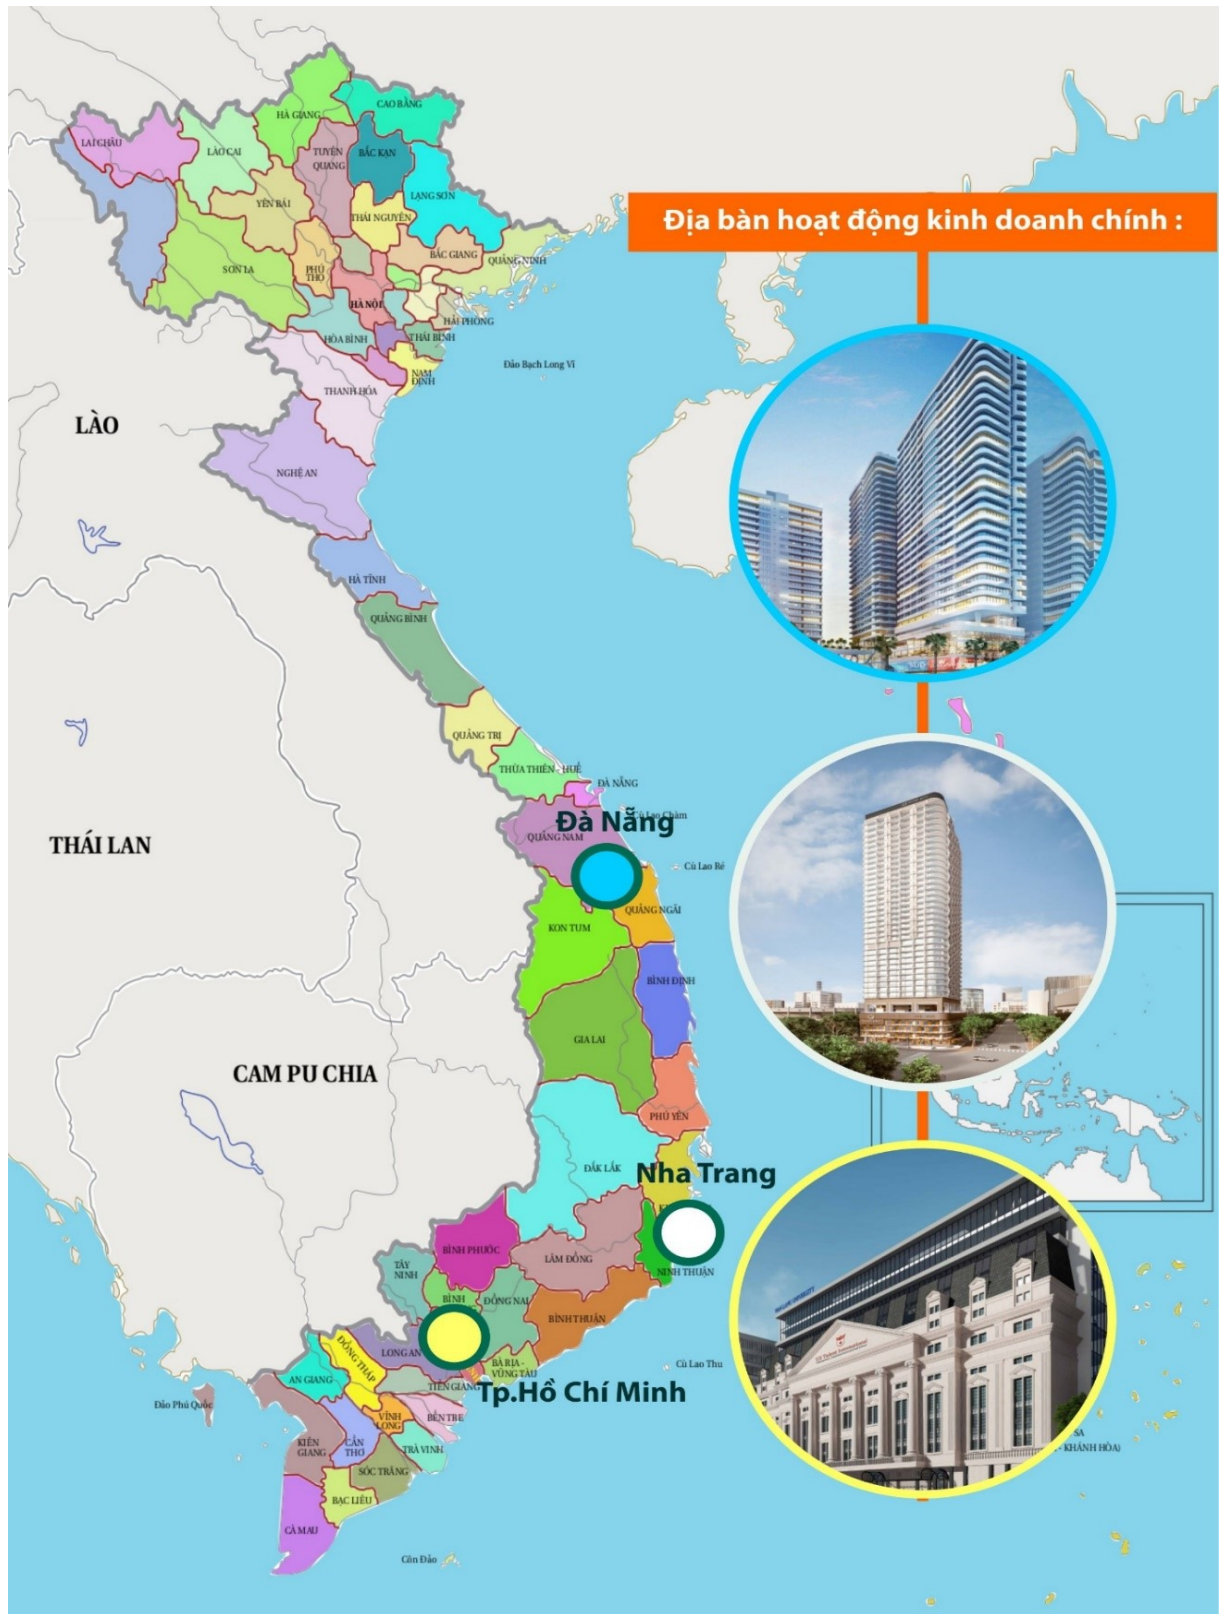 CAO BẰNG
HÀ GIANG
LAI CHÂU
LÀO CAI
TUYÊN
QUANG
BẮC KẠN
LẠNG SƠN
YÊN BÁI
THÁI NGUYÊN
Địa bàn hoạt động kinh doanh chính :
BẮC GIANG
QUẢNG NINH
SƠN LA
PHÚ
THỌ
HÀ NỘI
HẢI PHÒNG
HÒA BÌNH
THÁI BÌNH
Đảo Bạch Long Vĩ
NAM
ĐỊNH
THANH HÓA
LÀO
NGHỆ AN
HÀ TĨNH
QUẢNG BÌNH
QUẢNG TRỊ
THỪA THIÊN - HUẾ
ĐÀ NẴNG
Cù Lao Chàm
Đà Nẵng
QUẢNG NAM
THÁI LAN
Cù Lao Ré
QUẢNG NGÃI
KON TUM
BÌNH ĐỊNH
GIA LAI
CAM PU CHIA
PHÚ YÊN
ĐẮK LẮK
Nha Trang
BÌNH PHƯỚC
LÂM ĐỒNG
TÂY
NINH
NINH THUẬN
BÌNH
ĐỒNG NAI
BÌNH THUẬN
LONG AN
ĐỒNG THÁP
BÀ RỊA -
VŨNG TÀU
Cù Lao Thu
AN GIANG
TIỀN GIANG
Tp.Hồ Chí Minh
Đảo Phú Quốc
VĨNH
LONG
BẾN TRE
KIÊN
GIANG
CẦN
THƠ
TRÀ VINH
SA
- KHÁNH HÒA)
SÓC TRĂNG
BẠC LIÊU
CÀ MAU
Côn Đảo